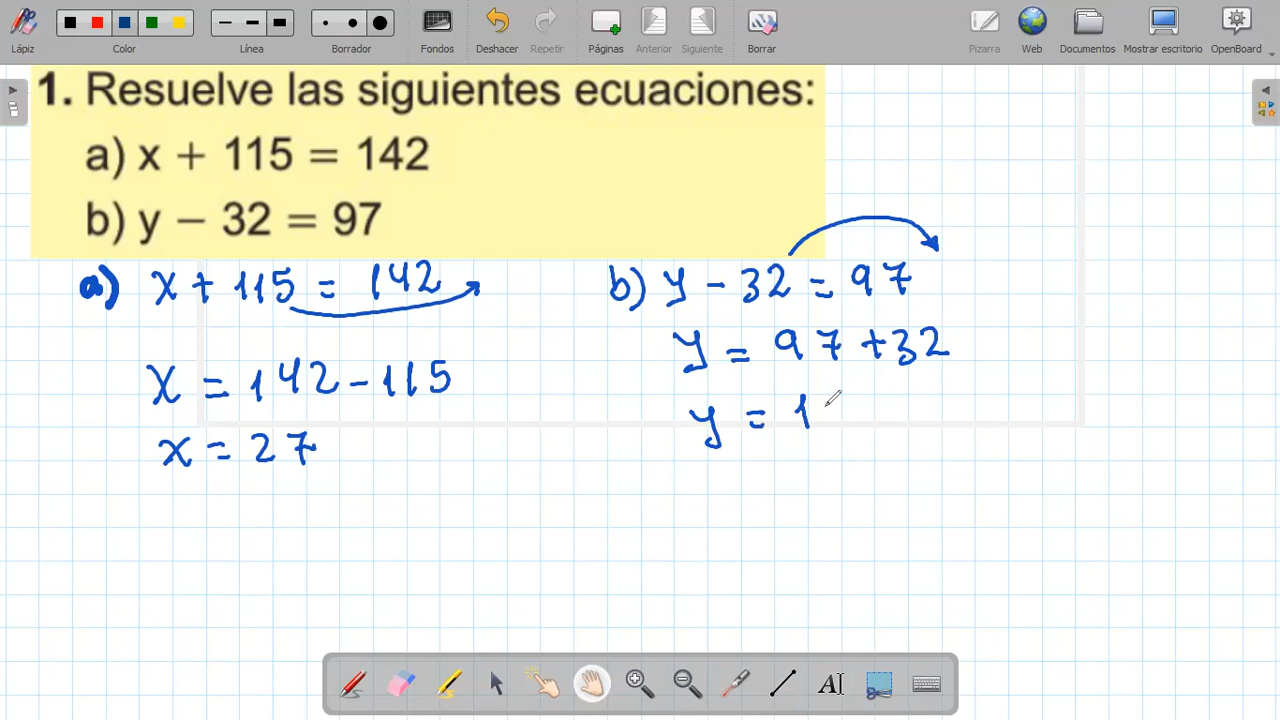 Lápiz
Color
Línea
Borrador
Fondos
Deshacer
Repetir
Páginas
Anterior
Siguiente
Borrar
Pizarra
Web
Documentos
Mostrar escritorio
OpenBoard
1. Resuelve las siguientes ecuaciones:
a) x + 115 = 142
b) y − 32 = 97
a) x + 115 = 142
x = 142 - 115
x = 27
b) y - 32 = 97
y = 97 + 32
y = 1